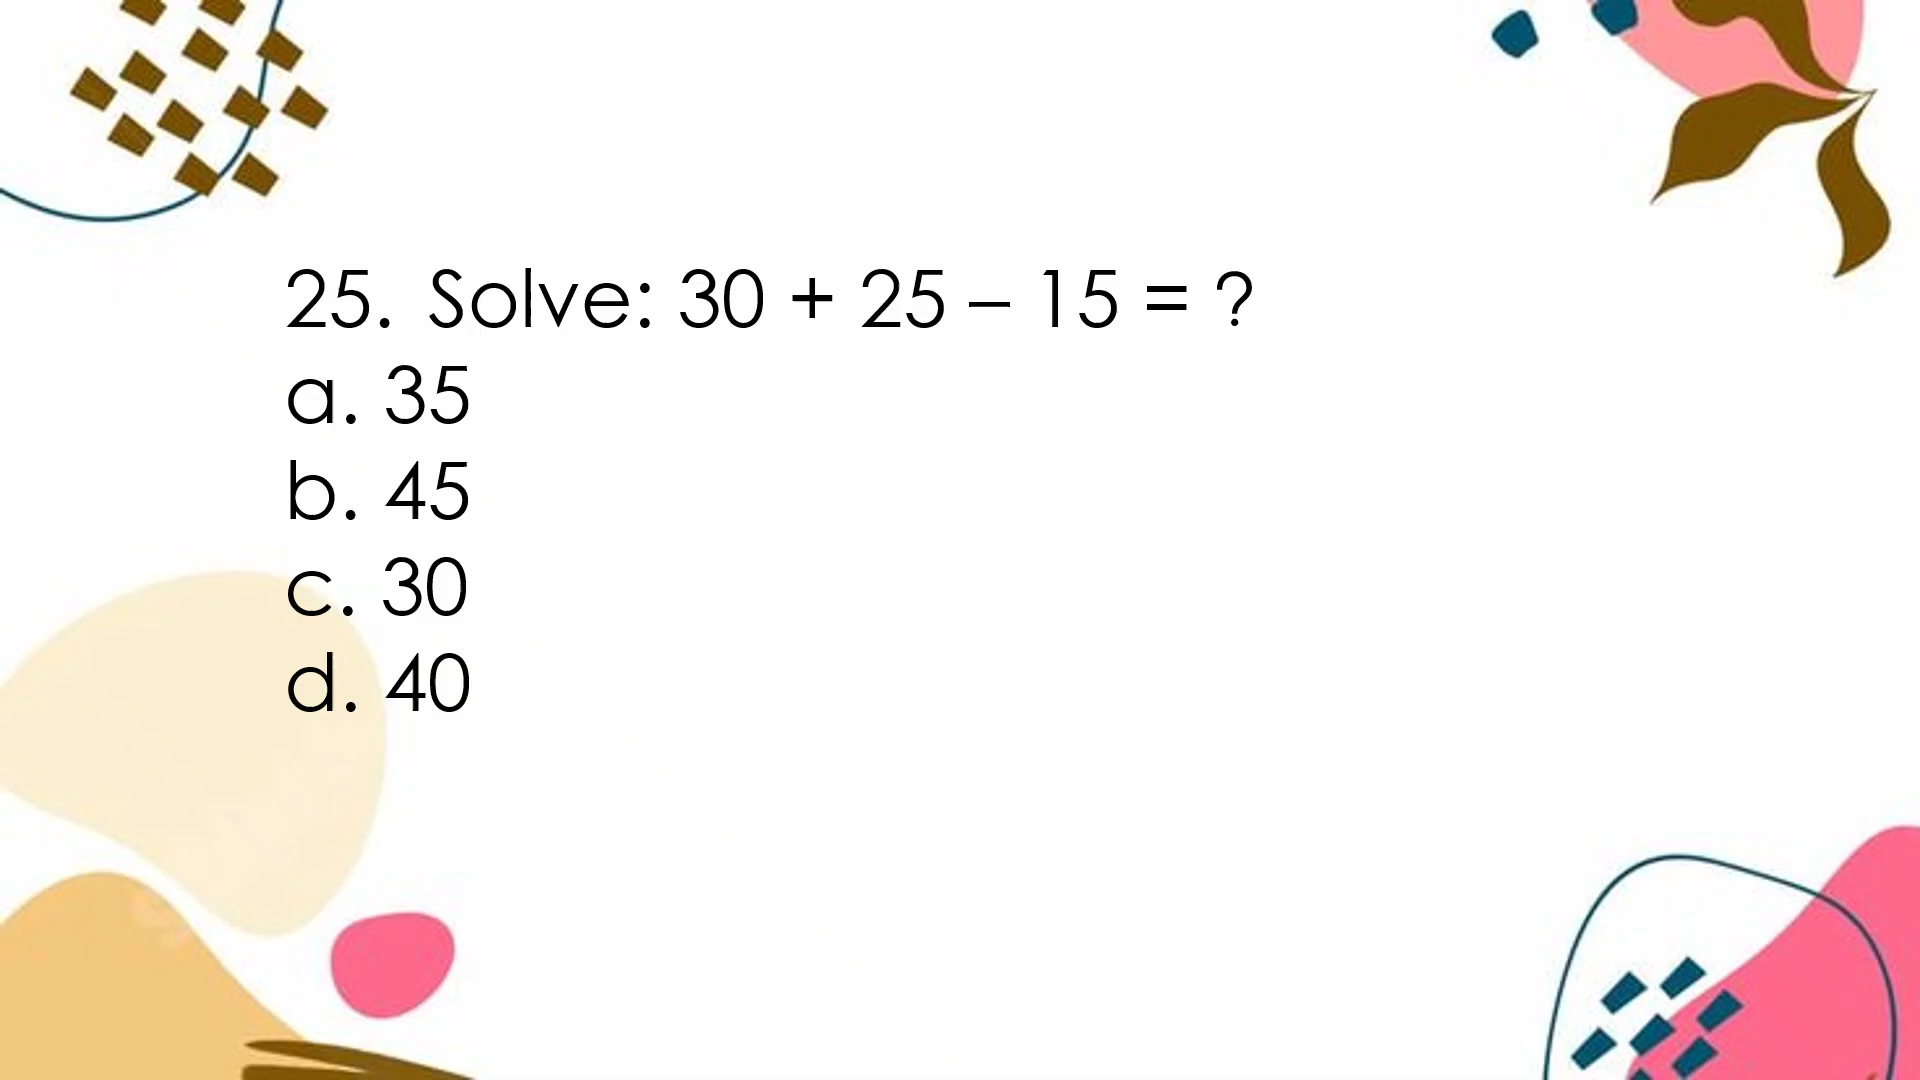 25. Solve: 30 + 25 – 15 = ?
a. 35
b. 45
c. 30
d. 40